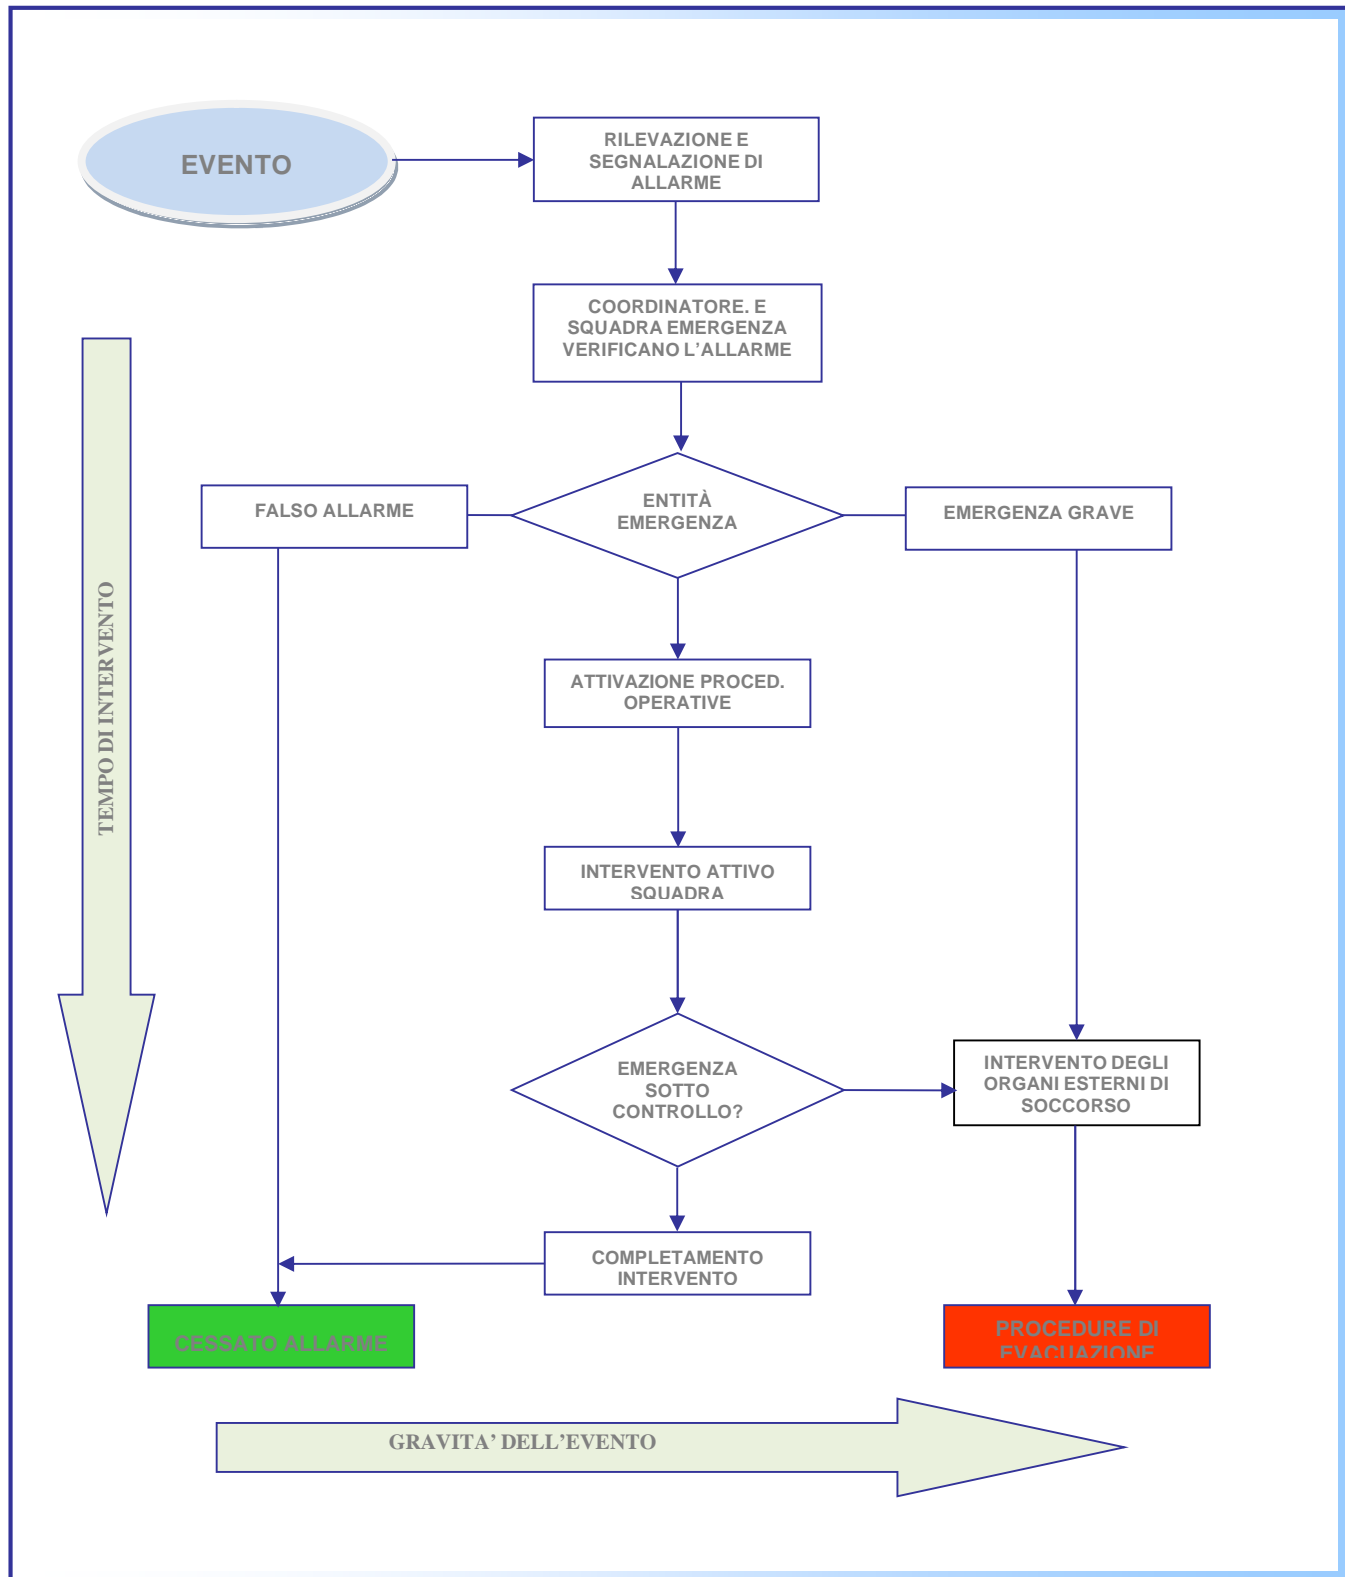 EVENTO
RILEVAZIONE E
SEGNALAZIONE DI
ALLARME
COORDINATORE. E
SQUADRA EMERGENZA
VERIFICANO L’ALLARME
FALSO ALLARME
ENTITÀ
EMERGENZA
EMERGENZA GRAVE
TEMPO DI INTERVENTO
ATTIVAZIONE PROCED.
OPERATIVE
INTERVENTO ATTIVO
SQUADRA
EMERGENZA
SOTTO
CONTROLLO?
INTERVENTO DEGLI
ORGANI ESTERNI DI
SOCCORSO
COMPLETAMENTO
INTERVENTO
CESSATO ALLARME
PROCEDURE DI
EVACUAZIONE
GRAVITA’ DELL’EVENTO